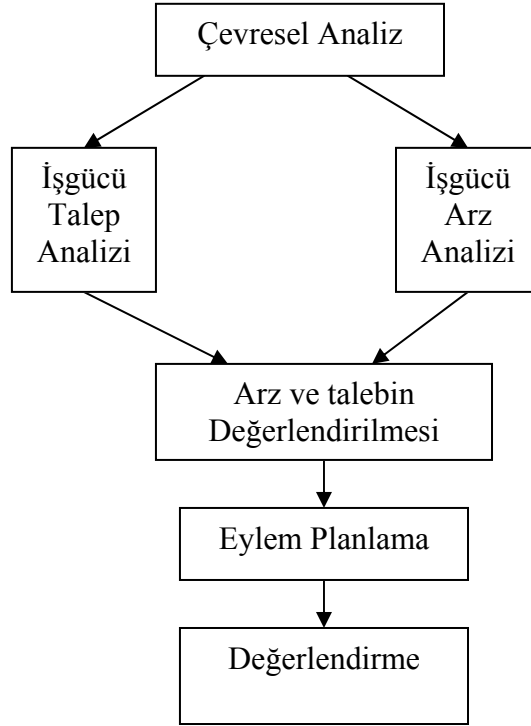 Çevresel Analiz
İşgücü
Talep
Analizi
İşgücü
Arz
Analizi
Arz ve talebin
Değerlendirilmesi
Eylem Planlama
Değerlendirme